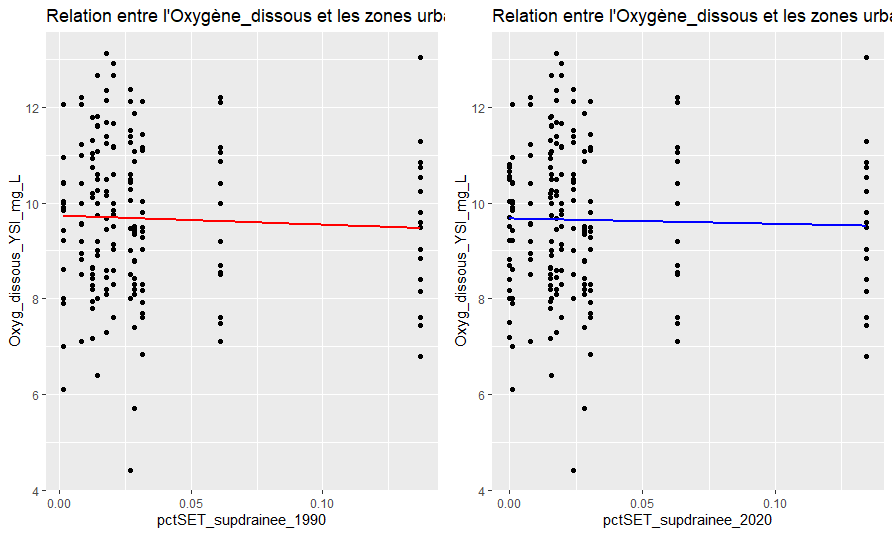 Relation entre l'Oxygène_dissous et les zones urba
Oxyg_dissous_YSI_mg_L
12
10
8
6
4
0.00
0.05
0.10
pctSET_supdrainee_1990
Relation entre l'Oxygène_dissous et les zones urba
Oxyg_dissous_YSI_mg_L
12
10
8
6
4
0.00
0.05
0.10
pctSET_supdrainee_2020